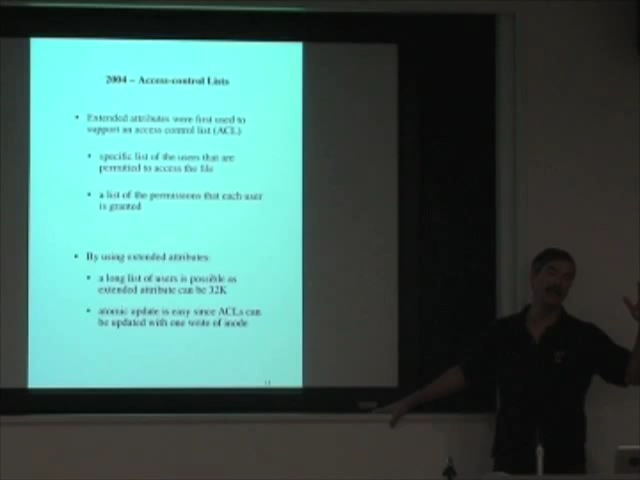 2004 – Access-control Lists
• Extended attributes were first used to
support an access control list (ACL)
• specific list of the users that are
permitted to access the file
• a list of the permissions that each user
is granted
• By using extended attributes:
• a long list of users is possible as
extended attribute can be 32K
• atomic update is easy since ACLs can
be updated with one write of inode